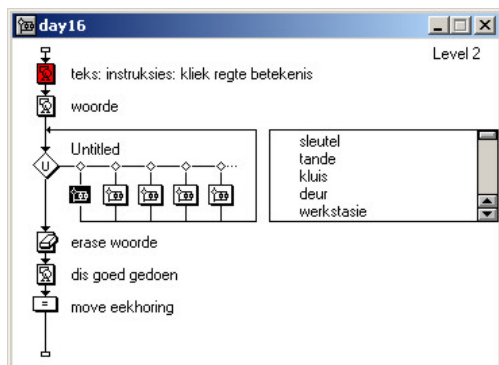 day16
Level 2
teks: instruksies: kliek regte betekenis
woorde
Untitled
U
sleutel
tande
kluis
deur
werkstasie
erase woorde
dis goed gedoen
=
move eekhoring